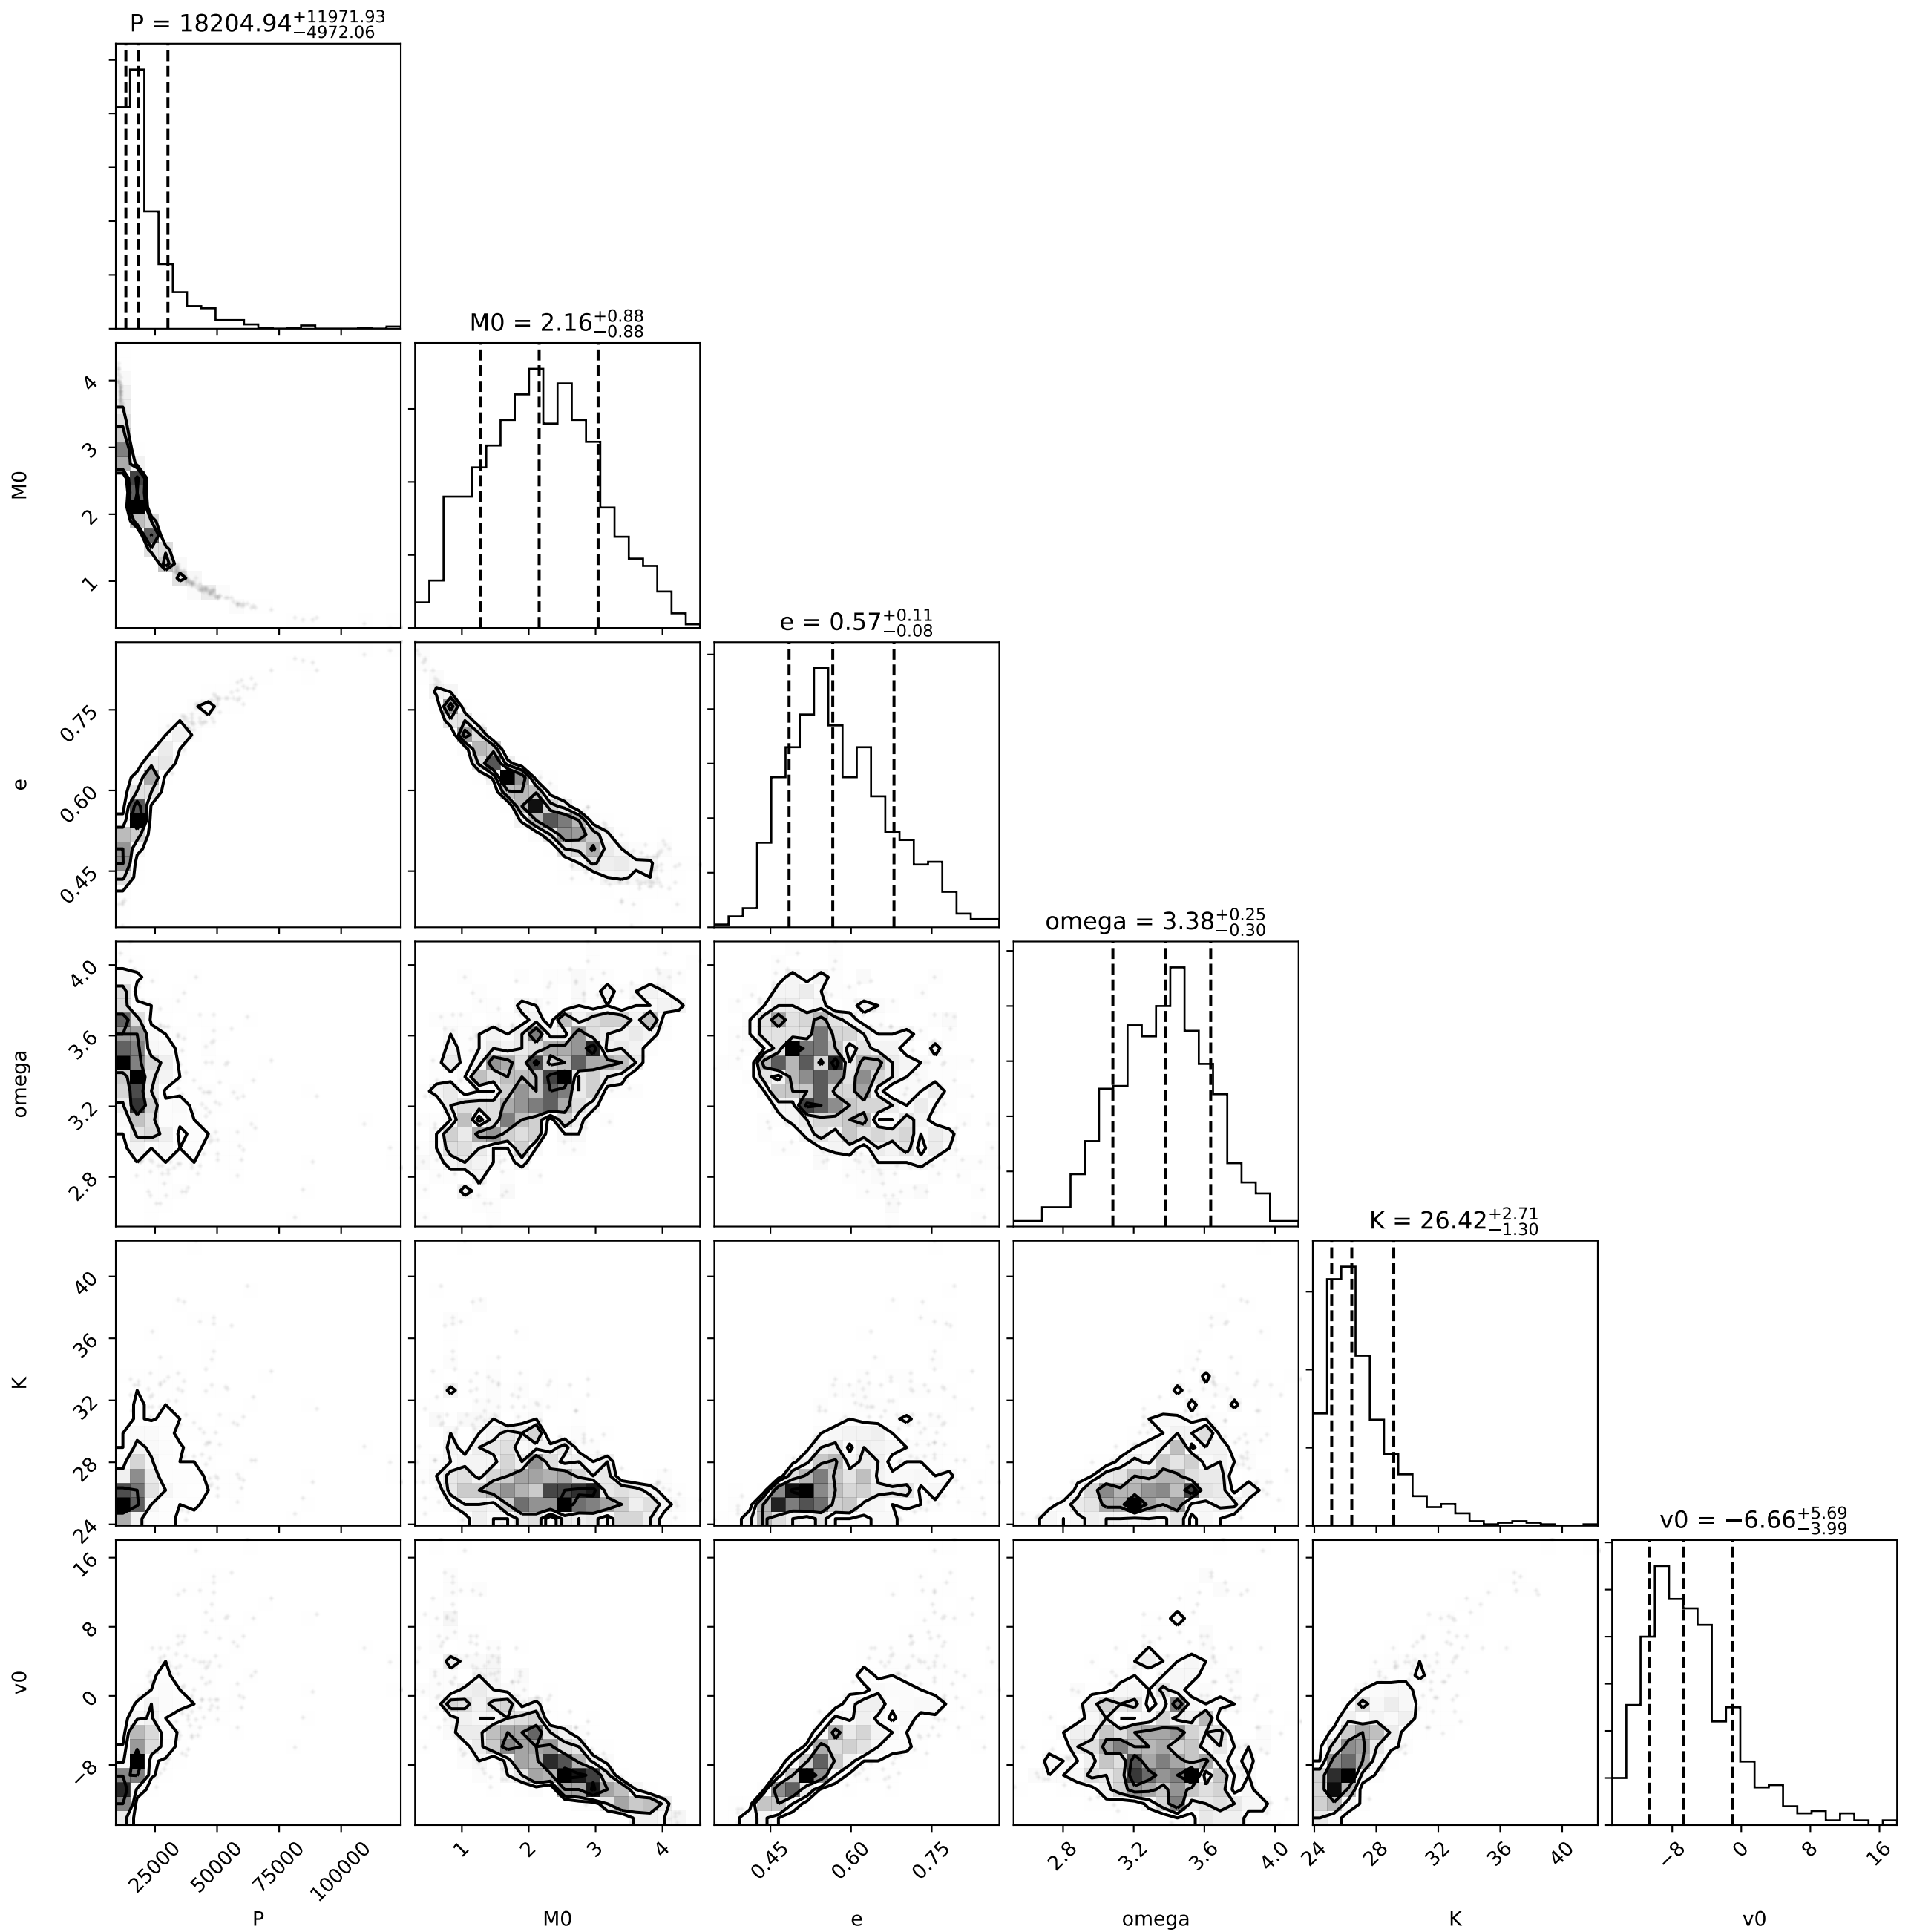 P = 18204.94+11971.93−4972.06
M0 = 2.16+0.88−0.88
4
3
2
1
M0
e = 0.57+0.11−0.08
0.75
0.60
0.45
e
omega = 3.38+0.25−0.30
4.0
3.6
3.2
2.8
omega
K = 26.42+2.71−1.30
40
36
32
28
24
K
v0 = −6.66+5.69−3.99
16
8
0
−8
v0
25000 50000 75000 100000 1 2 3 4 0.45 0.60 0.75 2.8 3.2 3.6 4.0 24 28 32 36 40 −8 0 8 16
P M0 e omega K v0